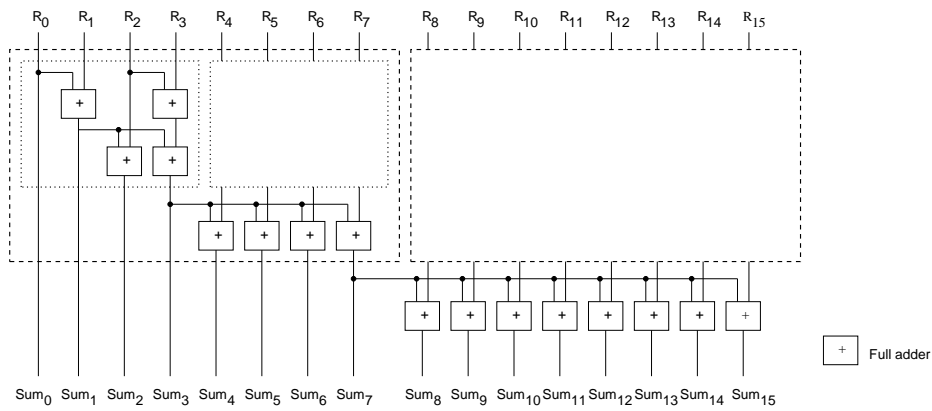 R0 R1 R2 R3 R4 R5 R6 R7 R8 R9 R10 R11 R12 R13 R14 R15
+ +
+ +
+ + + +
+ + + + + + + +
+ Full adder
Sum0 Sum1 Sum2 Sum3 Sum4 Sum5 Sum6 Sum7 Sum8 Sum9 Sum10 Sum11 Sum12 Sum13 Sum14 Sum15